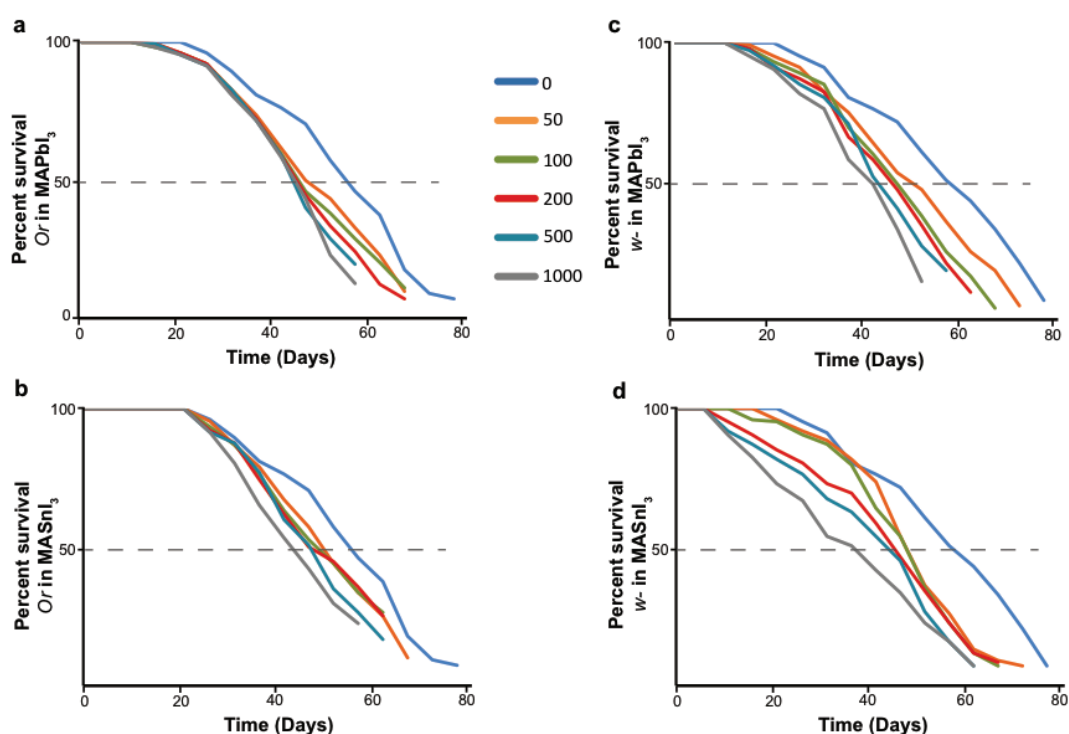 a
100
50
0
0
20
40
60
80
Time (Days)
Percent survival
Or in MAPbI3
0
50
100
200
500
1000
c
100
50
0
20
40
60
80
Time (Days)
Percent survival
w- in MAPbI3
b
100
50
0
20
40
60
80
Time (Days)
Percent survival
Or in MASnI3
d
100
50
0
20
40
60
80
Time (Days)
Percent survival
w- in MASnI3